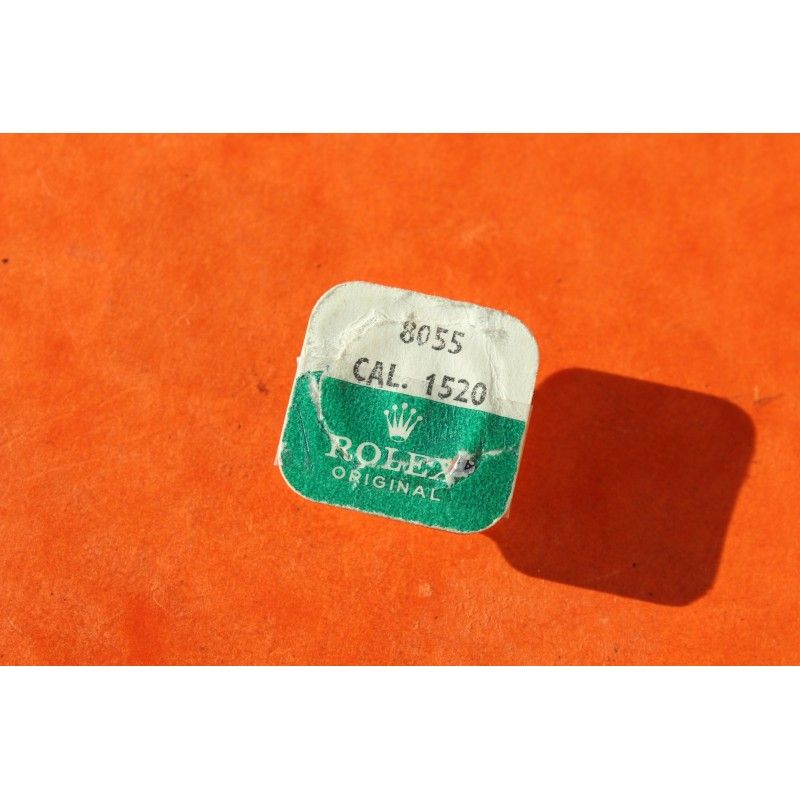 8055
CAL. 1520
ROLEX
ORIGINAL